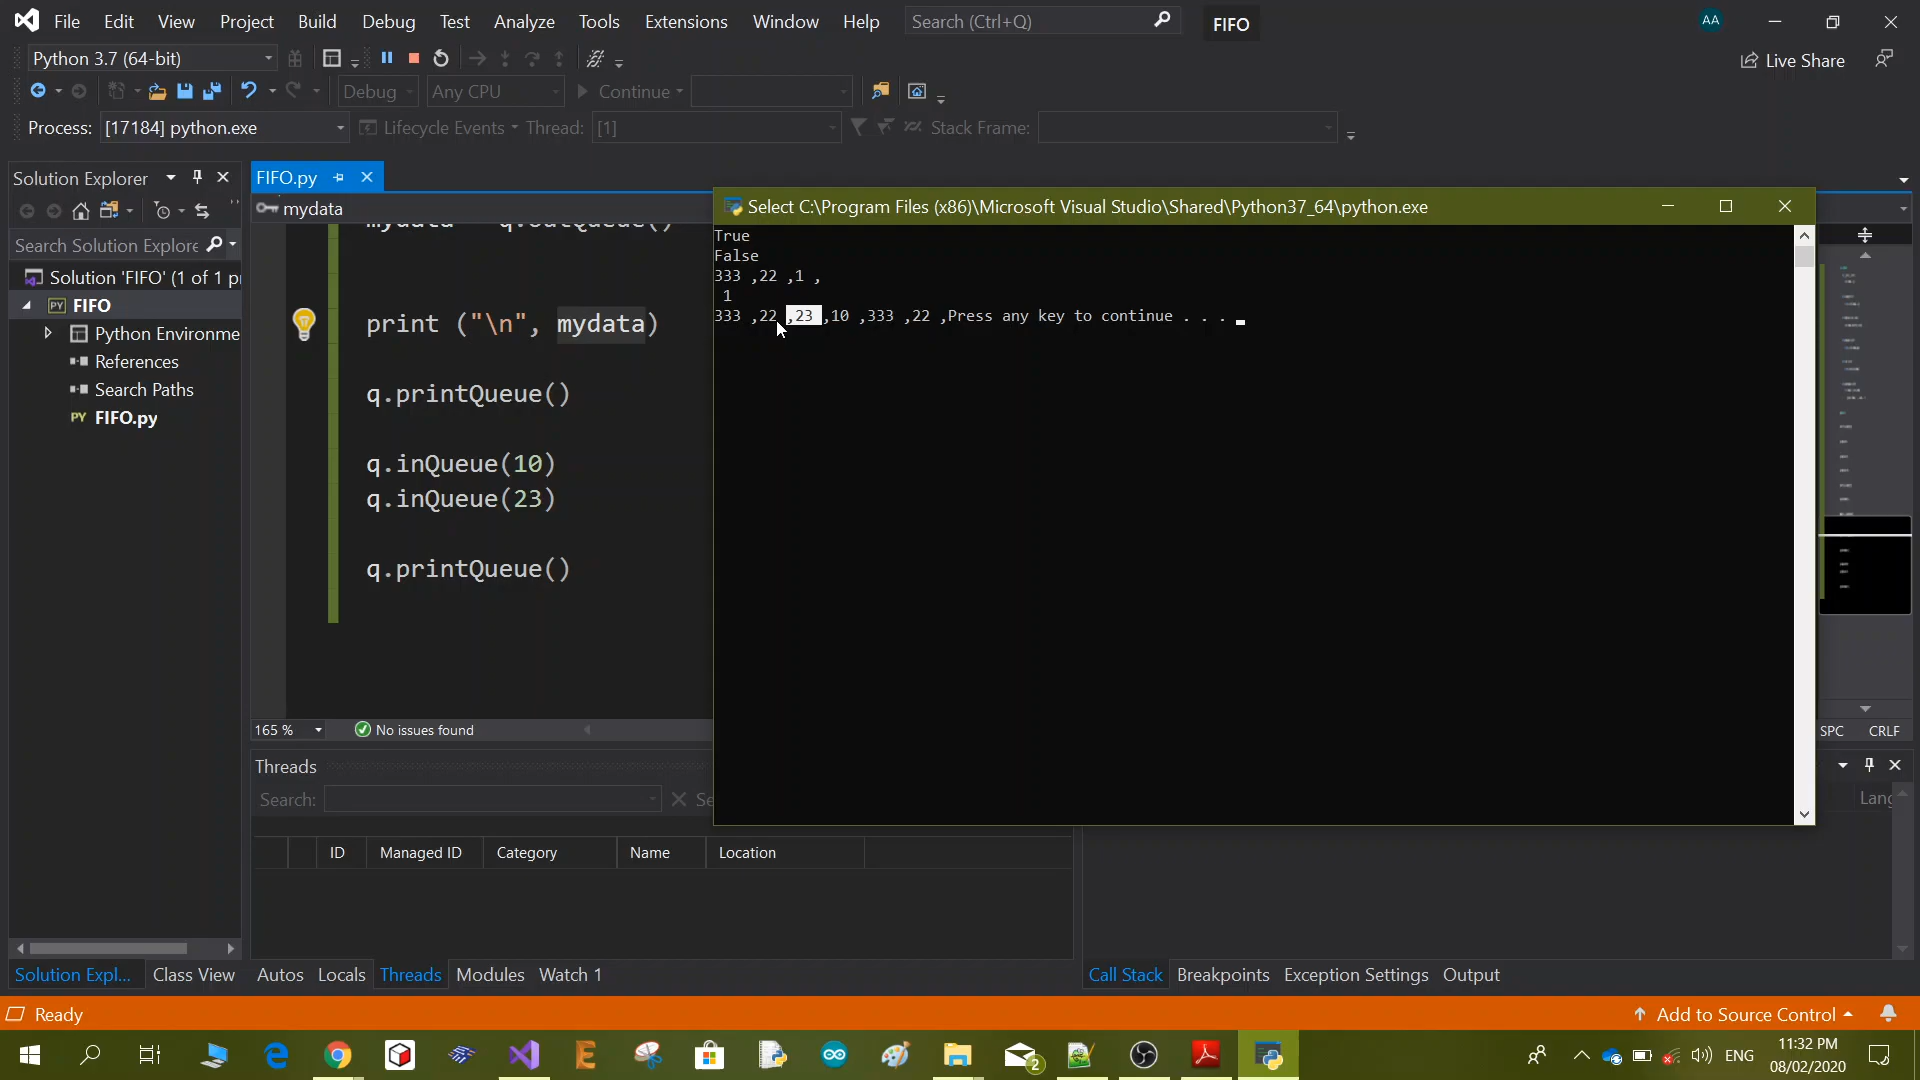 File Edit View Project Build Debug Test Analyze Tools Extensions Window Help Search (Ctrl+Q) FIFO AA
Python 3.7 (64-bit) Live Share
Debug Any CPU Continue
Process: [17184] python.exe Lifecycle Events Thread: [1] Stack Frame:
Solution Explorer
Search Solution Explore
Solution 'FIFO' (1 of 1 pr
FIFO
Python Environme
References
Search Paths
FIFO.py
FIFO.py
mydata
print ("\n", mydata)
q.printQueue()
q.inQueue(10)
q.inQueue(23)
q.printQueue()
Select C:\Program Files (x86)\Microsoft Visual Studio\Shared\Python37_64\python.exe
True
False
333 ,22 ,1 ,
1
333 ,22 ,23 ,10 ,333 ,22 ,Press any key to continue . . .
165 % No issues found SPC CRLF
Threads
Search: Se
Lang
ID Managed ID Category Name Location
Solution Expl... Class View Autos Locals Threads Modules Watch 1 Call Stack Breakpoints Exception Settings Output
Ready Add to Source Control
2 ENG 11:32 PM
08/02/2020